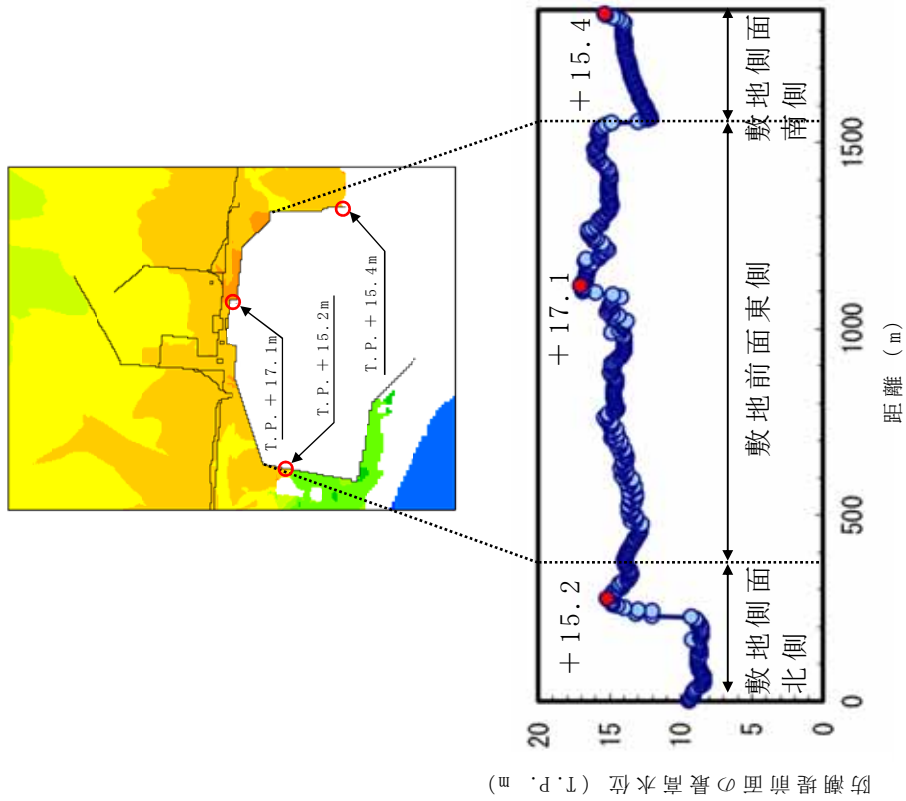 T.P.+17.1m
T.P.+15.2m
T.P.+15.4m
+15.2
+17.1
+15.4
敷地側面
北側
敷地前面東側
敷地側面
南側
20
15
10
5
0
0
500
1000
1500
距離 (m)
防潮堤前面の最高水位 (T.P. m)